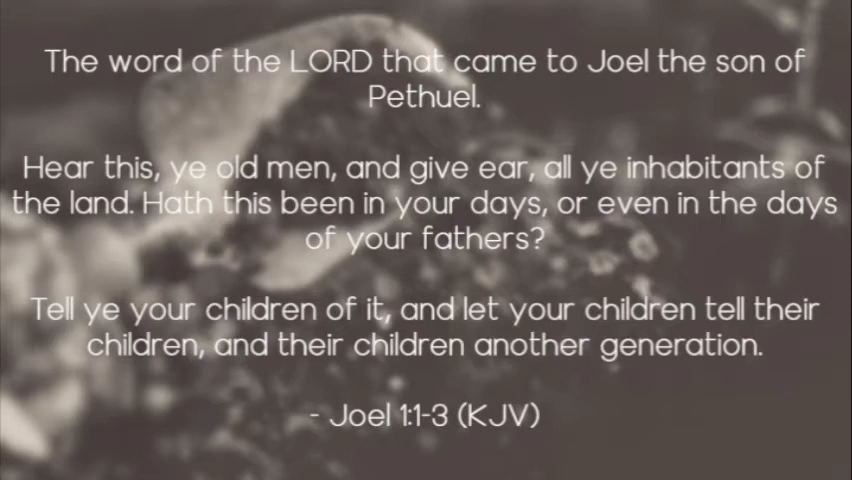 The word of the LORD that came to Joel the son of
Pethuel.
Hear this, ye old men, and give ear, all ye inhabitants of
the land. Hath this been in your days, or even in the days
of your fathers?
Tell ye your children of it, and let your children tell their
children, and their children another generation.
- Joel 1:1-3 (KJV)